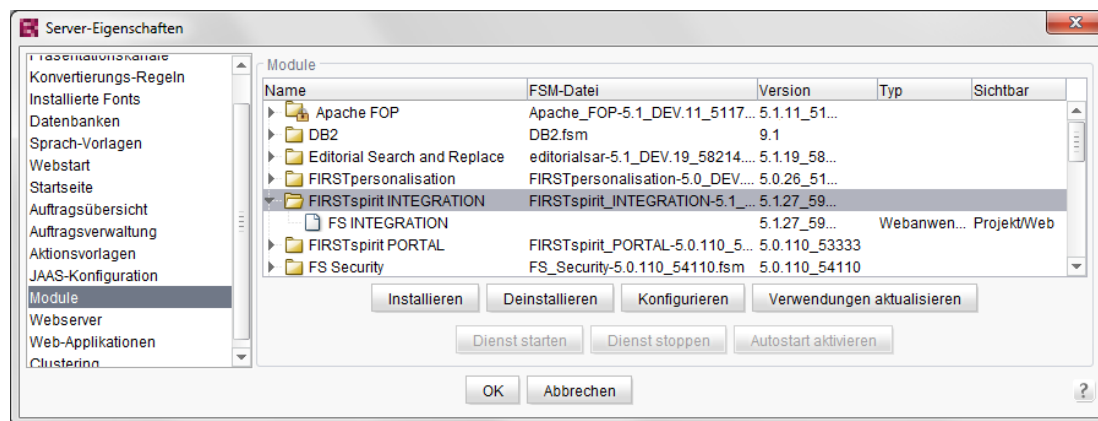 Server-Eigenschaften
Präsentationskanäle
Konvertierungs-Regeln
Installierte Fonts
Datenbanken
Sprach-Vorlagen
Webstart
Startseite
Auftragsübersicht
Auftragsverwaltung
Aktionsvorlagen
JAAS-Konfiguration
Module
Webserver
Web-Applikationen
Clustering
Module
Name FSM-Datei Version Typ Sichtbar
Apache FOP Apache_FOP-5.1_DEV.11_5117... 5.1.11_51...
DB2 DB2.fsm 9.1
Editorial Search and Replace editorialsar-5.1_DEV.19_58214.... 5.1.19_58...
FIRSTpersonalisation FIRSTpersonalisation-5.0_DEV.... 5.0.26_51...
FIRSTspirit INTEGRATION FIRSTspirit_INTEGRATION-5.1_... 5.1.27_59...
FS INTEGRATION 5.1.27_59... Webanwen... Projekt/Web
FIRSTspirit PORTAL FIRSTspirit_PORTAL-5.0.110_5... 5.0.110_53333
FS Security FS_Security-5.0.110_54110.fsm 5.0.110_54110
Installieren Deinstallieren Konfigurieren Verwendungen aktualisieren
Dienst starten Dienst stoppen Autostart aktivieren
OK Abbrechen ?